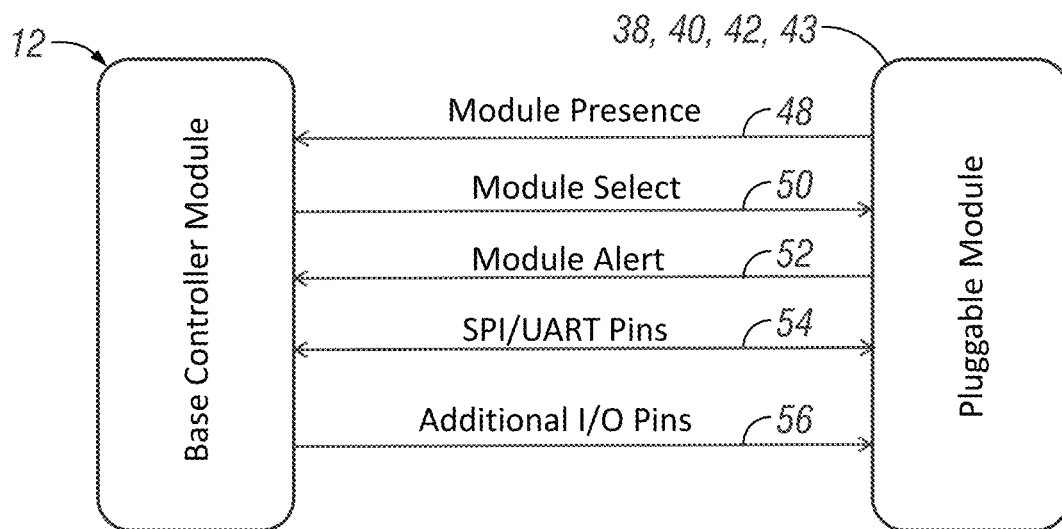 12
38, 40, 42, 43
Base Controller Module
Module Presence
48
Module Select
50
Module Alert
52
SPI/UART Pins
54
Additional I/O Pins
56
Pluggable Module